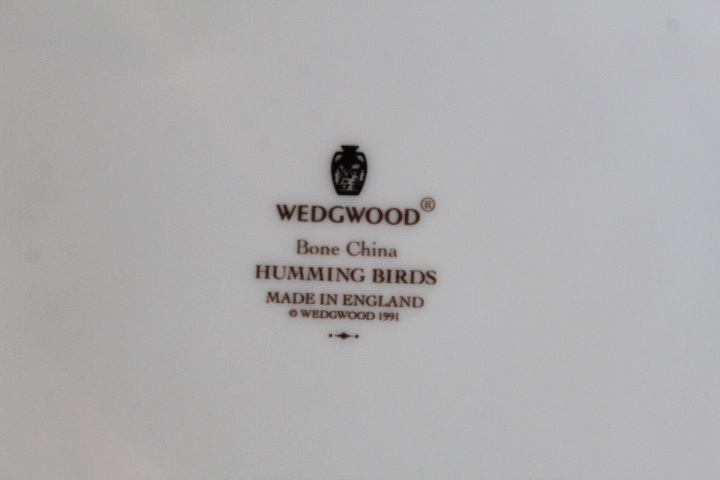 WEDGWOOD®
Bone China
HUMMING BIRDS
MADE IN ENGLAND
© WEDGWOOD 1991